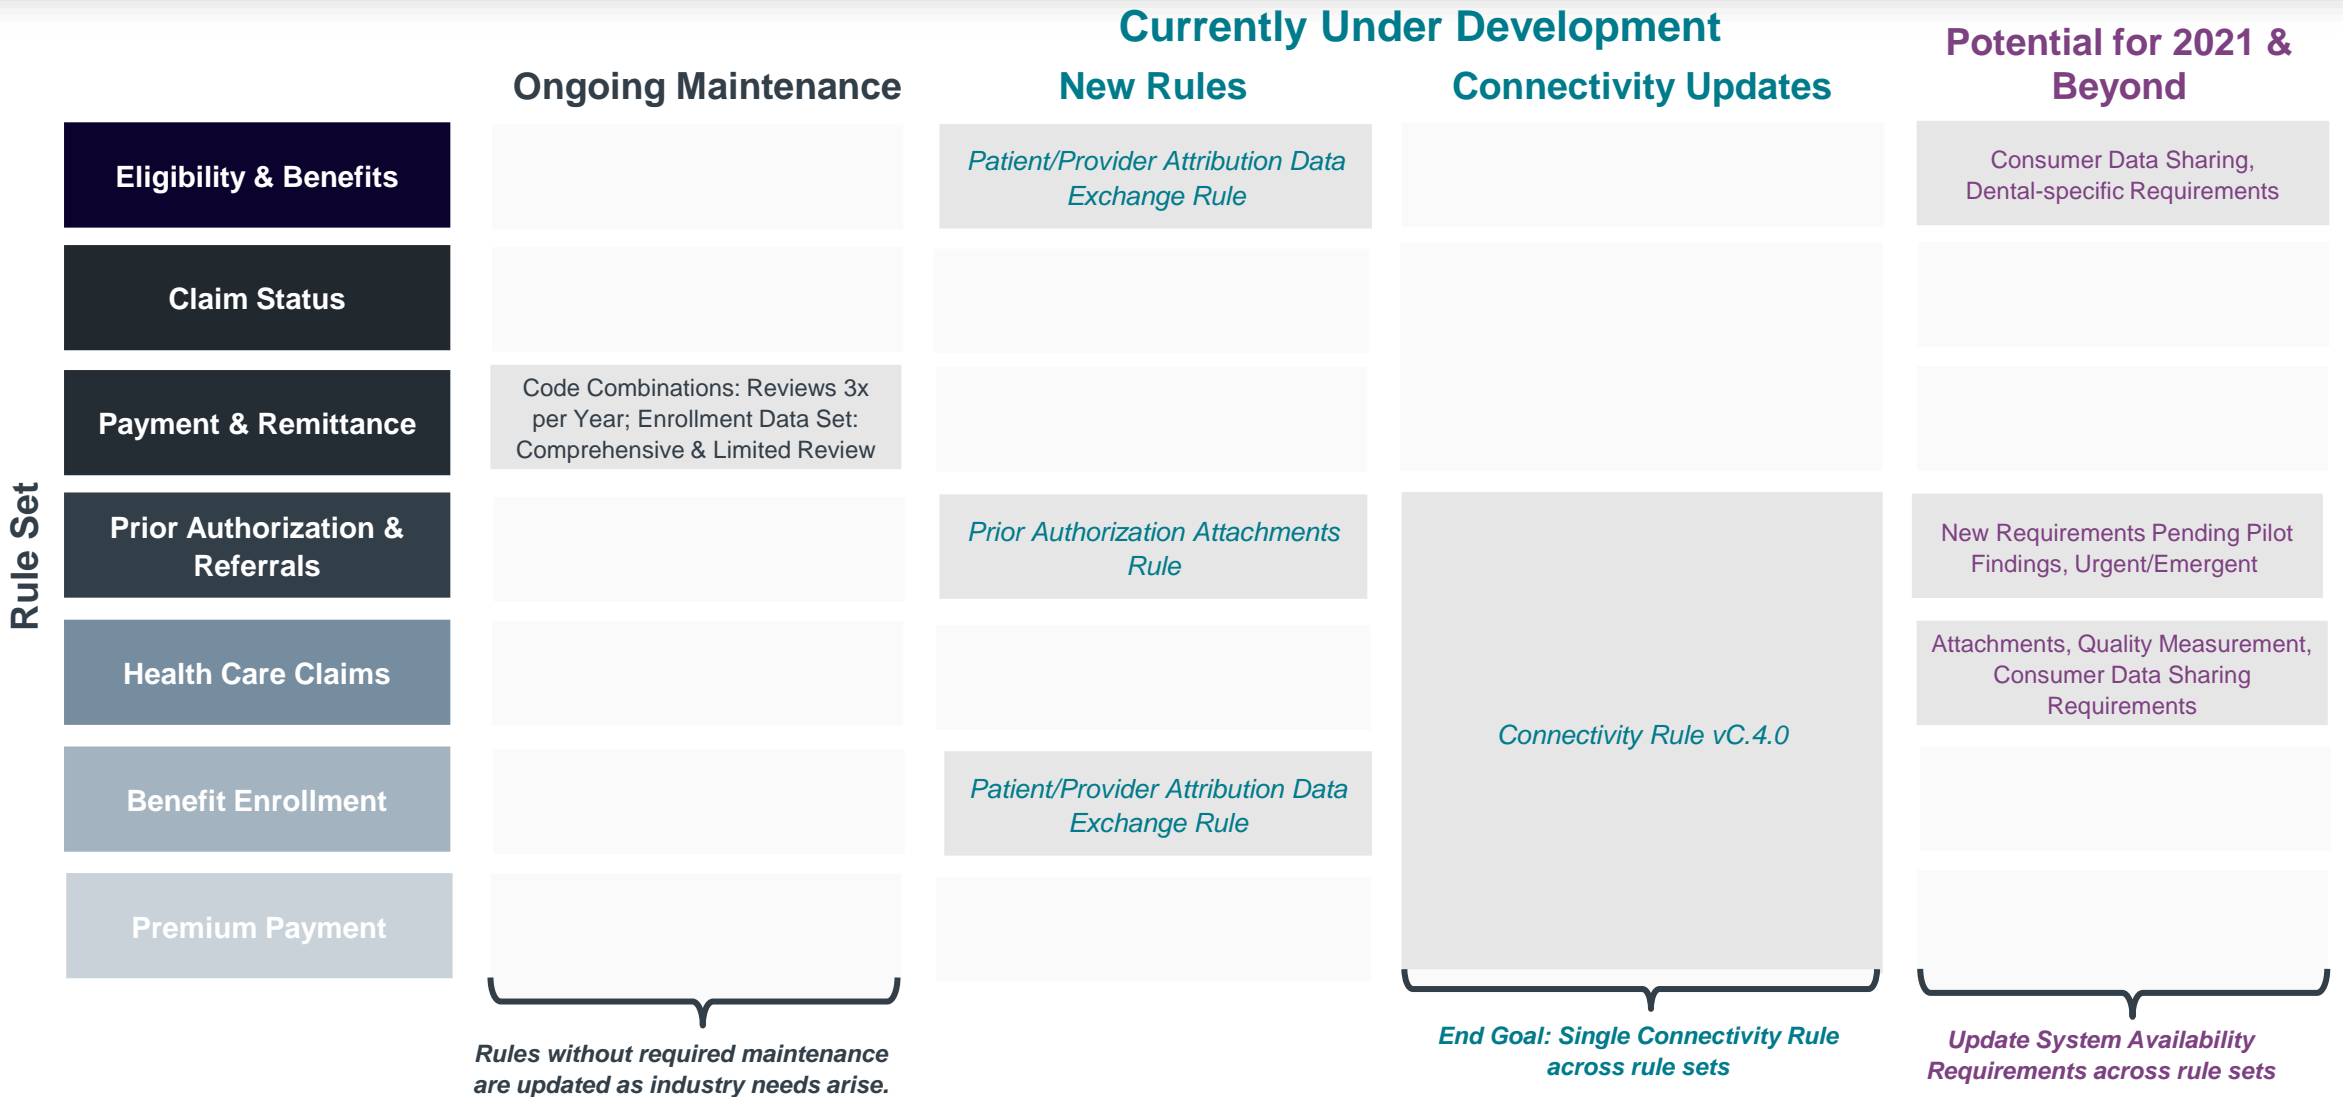 Currently Under Development
Ongoing Maintenance
New Rules
Connectivity Updates
Potential for 2021 &
Beyond
Rule Set
Eligibility & Benefits
Patient/Provider Attribution Data
Exchange Rule
Consumer Data Sharing,
Dental-specific Requirements
Claim Status
Payment & Remittance
Code Combinations: Reviews 3x
per Year; Enrollment Data Set:
Comprehensive & Limited Review
Prior Authorization &
Referrals
Prior Authorization Attachments
Rule
New Requirements Pending Pilot
Findings, Urgent/Emergent
Health Care Claims
Attachments, Quality Measurement,
Consumer Data Sharing
Requirements
Connectivity Rule vC.4.0
Benefit Enrollment
Patient/Provider Attribution Data
Exchange Rule
Premium Payment
Rules without required maintenance
are updated as industry needs arise.
End Goal: Single Connectivity Rule
across rule sets
Update System Availability
Requirements across rule sets